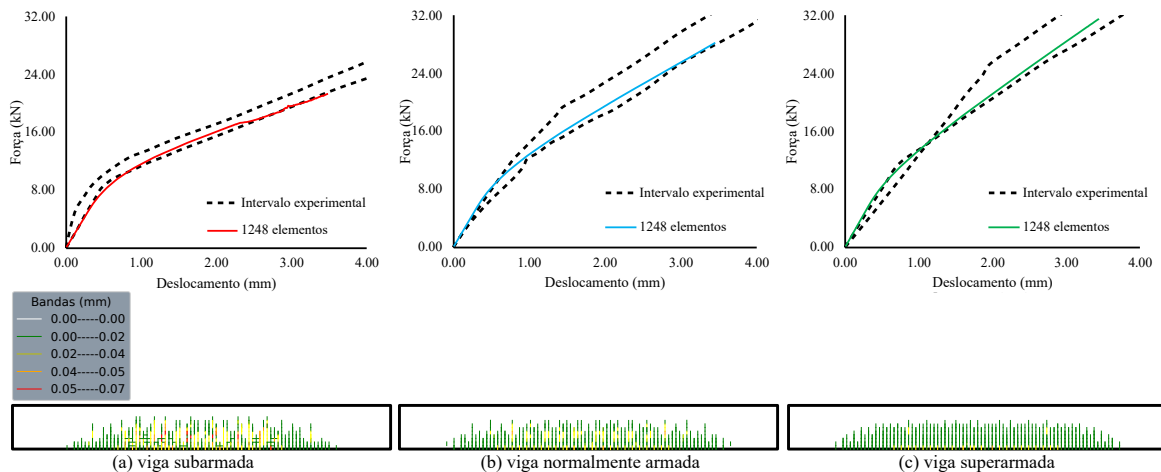 32.00
24.00
16.00
8.00
0.00
Força (kN)
0.00 1.00 2.00 3.00 4.00
Deslocamento (mm)
Intervalo experimental
1248 elementos
32.00
24.00
16.00
8.00
0.00
Força (kN)
0.00 1.00 2.00 3.00 4.00
Deslocamento (mm)
Intervalo experimental
1248 elementos
32.00
24.00
16.00
8.00
0.00
Força (kN)
0.00 1.00 2.00 3.00 4.00
Deslocamento (mm)
Intervalo experimental
1248 elementos
Bandas (mm)
0.00-----0.00
0.00-----0.02
0.02-----0.04
0.04-----0.05
0.05-----0.07
(a) viga subarmada
(b) viga normalmente armada
(c) viga superarmada